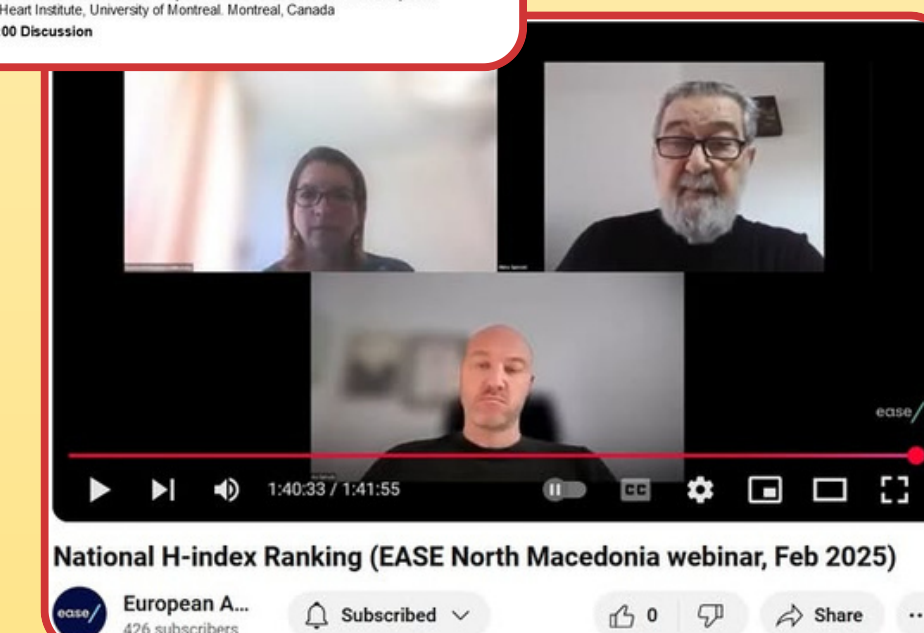 Heart Institute, University of Montreal. Montreal, Canada
:00 Discussion
ease/
1:40:33 / 1:41:55
CC
National H-index Ranking (EASE North Macedonia webinar, Feb 2025)
ease/
European A...
426 subscribers
Subscribed
0
Share